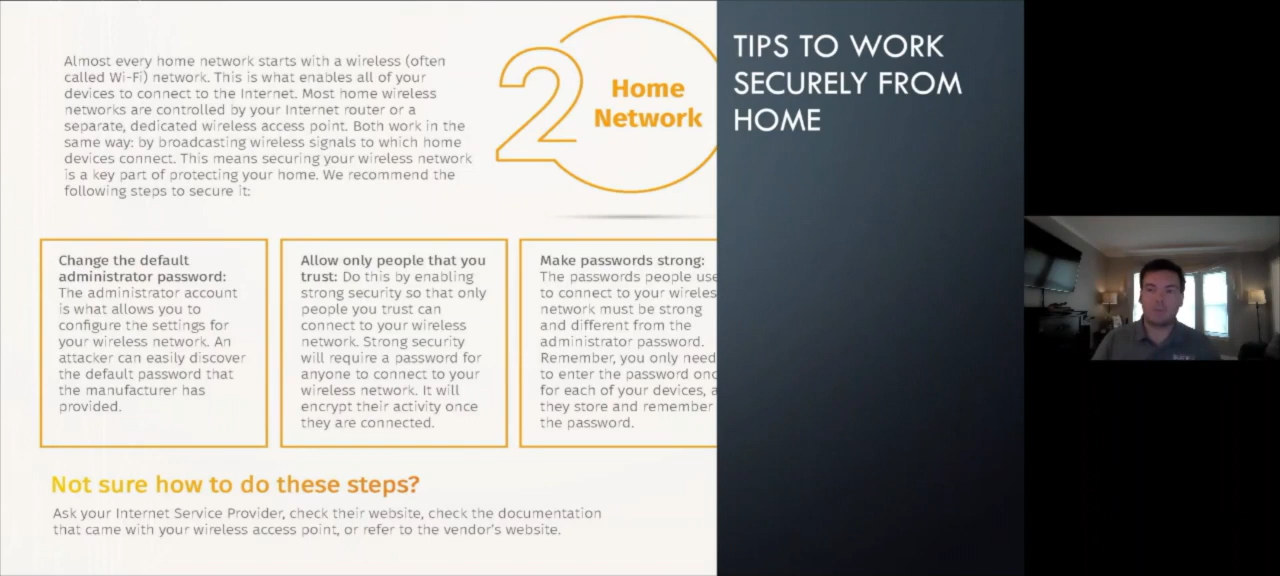 Almost every home network starts with a wireless (often
called Wi-Fi) network. This is what enables all of your
devices to connect to the Internet. Most home wireless
networks are controlled by your Internet router or a
separate, dedicated wireless access point. Both work in the
same way: by broadcasting wireless signals to which home
devices connect. This means securing your wireless network
is a key part of protecting your home. We recommend the
following steps to secure it:
2
Home
Network
TIPS TO WORK
SECURELY FROM
HOME
Change the default
administrator password:
The administrator account
is what allows you to
configure the settings for
your wireless network. An
attacker can easily discover
the default password that
the manufacturer has
provided.
Allow only people that you
trust: Do this by enabling
strong security so that only
people you trust can
connect to your wireless
network. Strong security
will require a password for
anyone to connect to your
wireless network. It will
encrypt their activity once
they are connected.
Make passwords strong:
The passwords people use
to connect to your
network must be strong
and different from the
administrator password.
Remember, you only need
to enter the password
for each of your devices,
they store and remember
the password.
Not sure how to do these steps?
Ask your Internet Service Provider, check their website, check the documentation
that came with your wireless access point, or refer to the vendor's website.